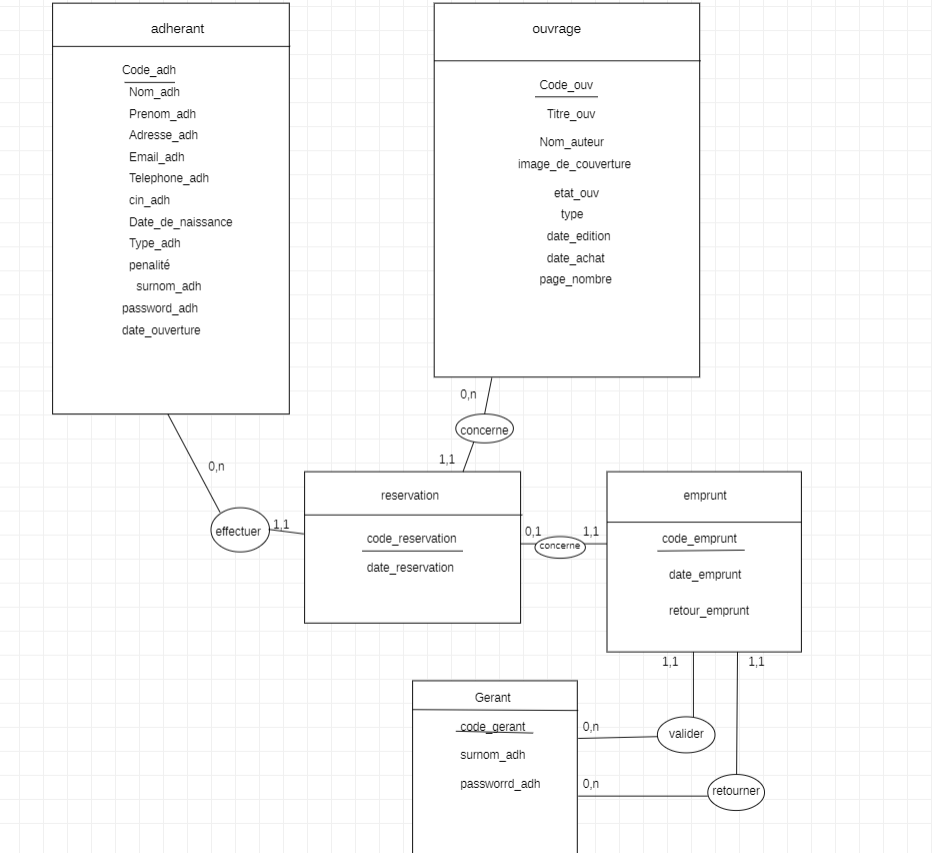 adherant
Code_adh
Nom_adh
Prenom_adh
Adresse_adh
Email_adh
Telephone_adh
cin_adh
Date_de_naissance
Type_adh
penalité
surnom_adh
password_adh
date_ouverture
ouvrage
Code_ouv
Titre_ouv
Nom_auteur
image_de_couverture
etat_ouv
type
date_edition
date_achat
page_nombre
0,n
concerne
1,1
0,n
effectuer
1,1
reservation
code_reservation
date_reservation
0,1
concerne
1,1
emprunt
code_emprunt
date_emprunt
retour_emprunt
1,1
1,1
Gerant
code_gerant
surnom_adh
passworrd_adh
0,n
valider
0,n
retourner